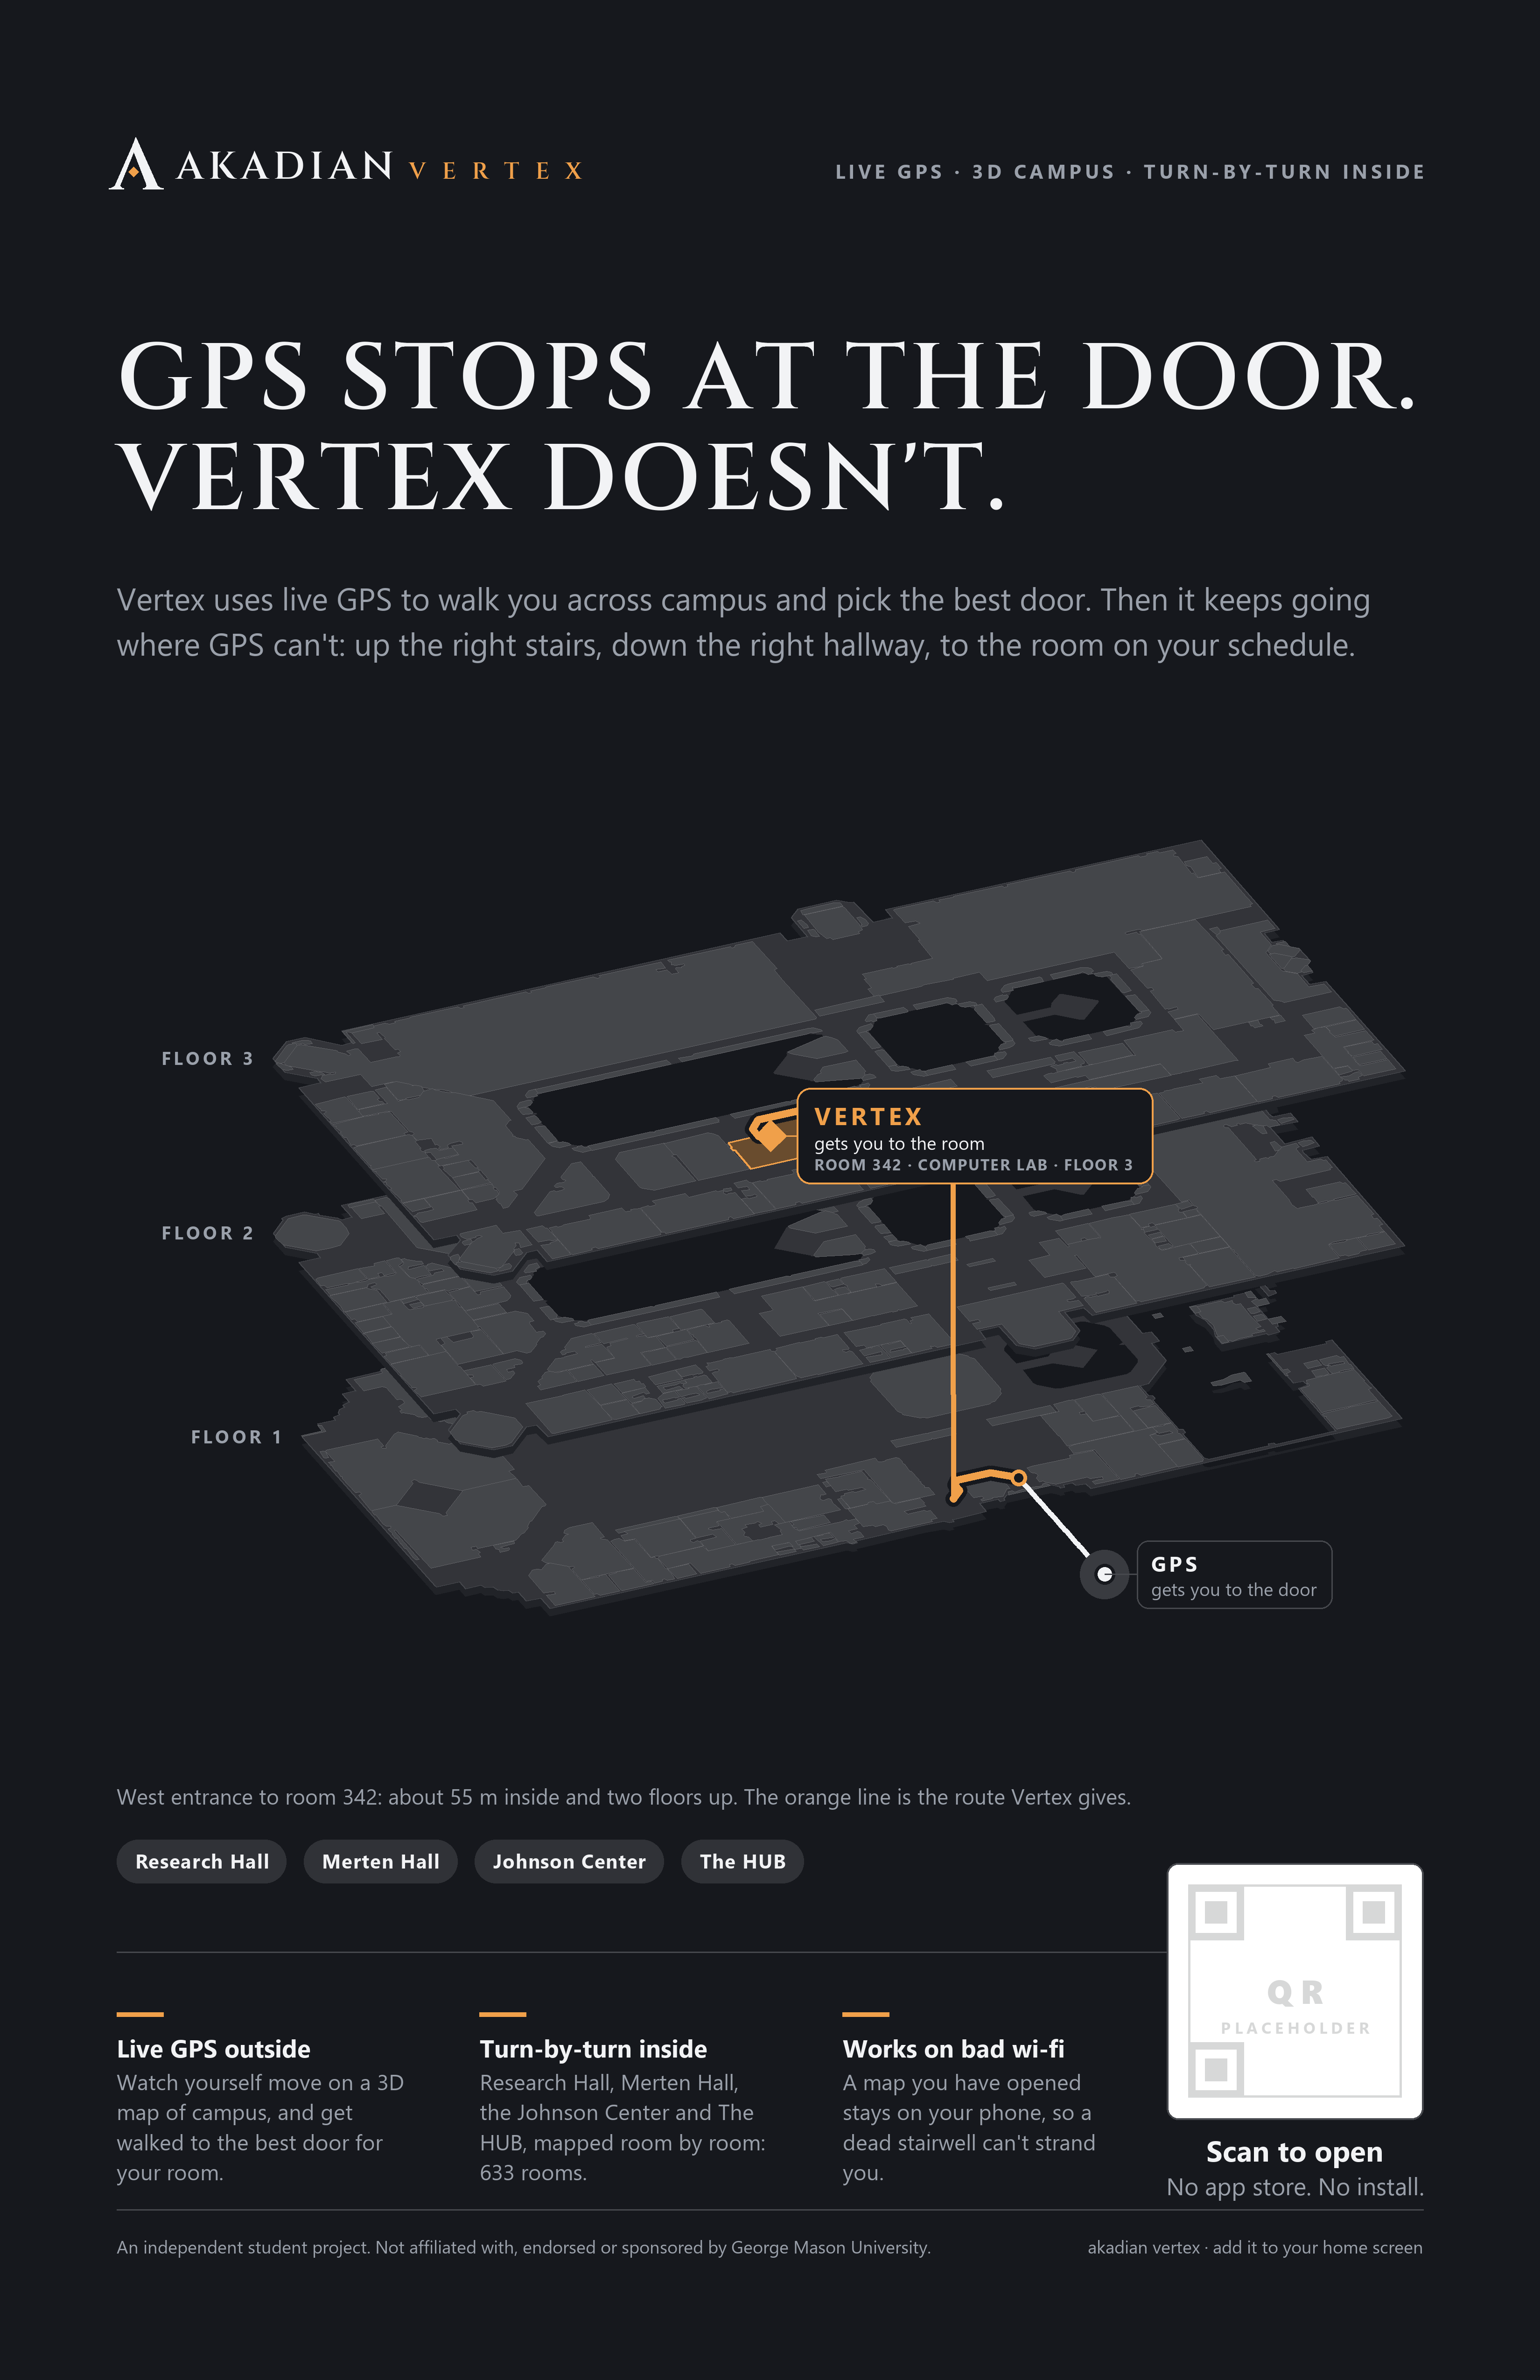 AKADIAN VERTEX
LIVE GPS · 3D CAMPUS · TURN-BY-TURN INSIDE
GPS STOPS AT THE DOOR.
VERTEX DOESN'T.
Vertex uses live GPS to walk you across campus and pick the best door. Then it keeps going
where GPS can't: up the right stairs, down the right hallway, to the room on your schedule.
FLOOR 3
VERTEX
gets you to the room
ROOM 342 · COMPUTER LAB · FLOOR 3
FLOOR 2
FLOOR 1
GPS
gets you to the door
West entrance to room 342: about 55 m inside and two floors up. The orange line is the route Vertex gives.
Research Hall
Merten Hall
Johnson Center
The HUB
Live GPS outside
Watch yourself move on a 3D
map of campus, and get
walked to the best door for
your room.
Turn-by-turn inside
Research Hall, Merten Hall,
the Johnson Center and The
HUB, mapped room by room:
633 rooms.
Works on bad wi-fi
A map you have opened
stays on your phone, so a
dead stairwell can't strand
you.
QR
PLACEHOLDER
Scan to open
No app store. No install.
An independent student project. Not affiliated with, endorsed or sponsored by George Mason University.
akadian vertex · add it to your home screen